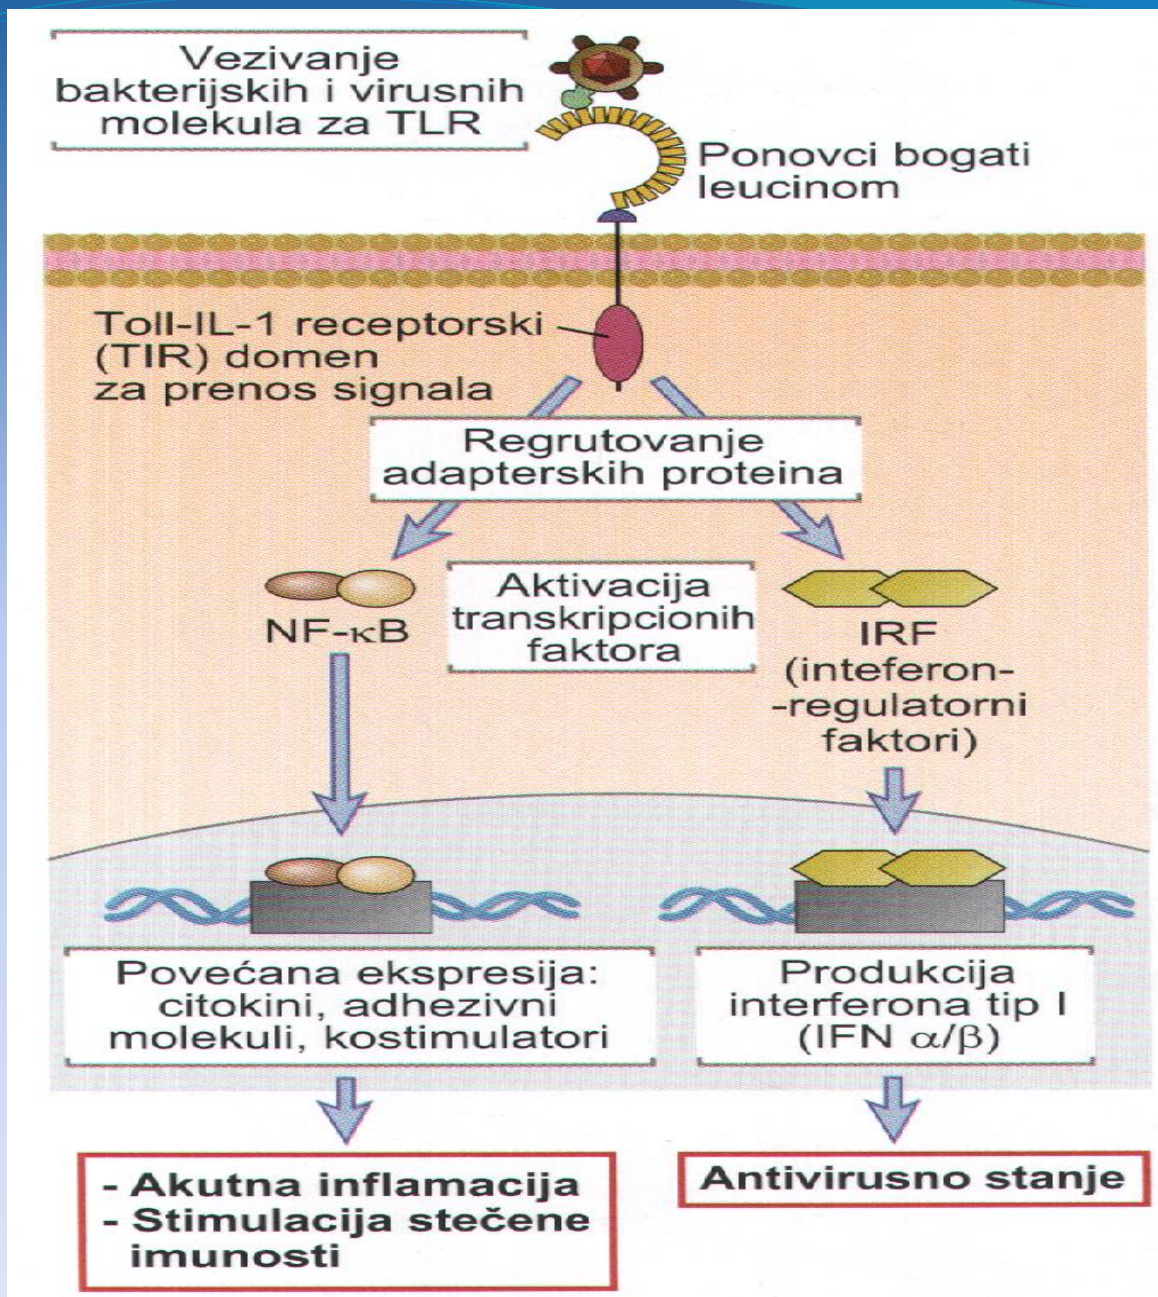 Vezivanje
bakterijskih i virusnih
molekula za TLR
Ponovci bogati
leucinom
Toll-IL-1 receptorski
(TIR) domen
za prenos signala
Regrutovanje
adapterskih proteina
NF-κB
Aktivacija
transkripcionih
faktora
IRF
(inteferon-
-regulatorni
faktori)
Povećana ekspresija:
citokini, adhezivni
molekuli, kostimulatori
Produkcija
interferona tip I
(IFN α/β)
- Akutna inflamacija
- Stimulacija stečene
imunosti
Antivirusno stanje